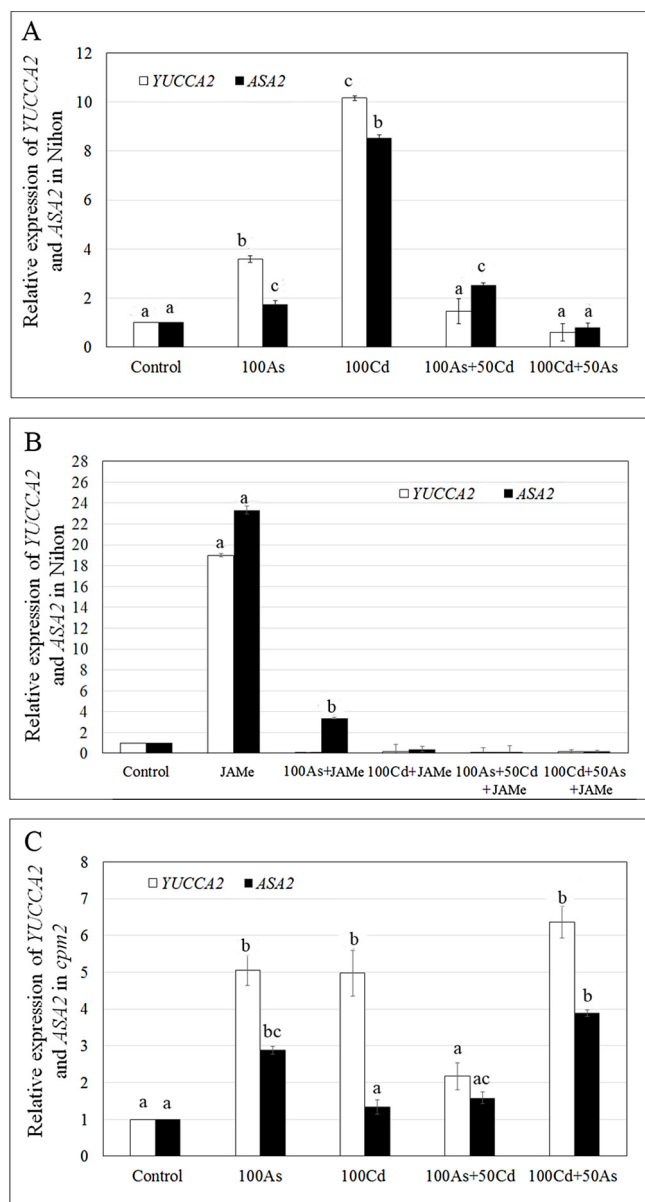 A
Relative expression of YUCCA2
and ASA2 in Nihon
12
10
8
6
4
2
0
YUCCA2 ASA2
a a
b
c
c
b
a
c
a a
Control 100As 100Cd 100As+50Cd 100Cd+50As
B
Relative expression of YUCCA2
and ASA2 in Nihon
28
26
24
22
20
18
16
14
12
10
8
6
4
2
0
YUCCA2 ASA2
a
a
b
Control JAMe 100As+JAMe 100Cd+JAMe 100As+50Cd 100Cd+50As
+JAMe +JAMe
C
Relative expression of YUCCA2
and ASA2 in cpm2
8
7
6
5
4
3
2
1
0
YUCCA2 ASA2
a a
b
bc
b
a
a
ac
b
b
Control 100As 100Cd 100As+50Cd 100Cd+50As